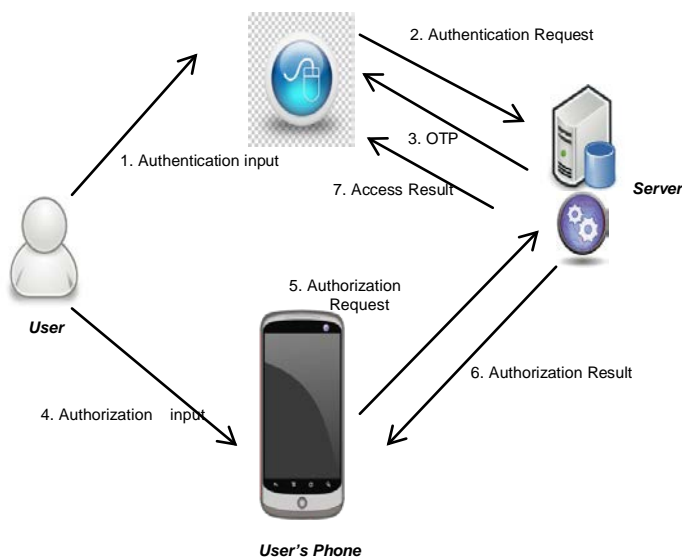 2. Authentication Request
3. OTP
1. Authentication input
7. Access Result
Server
5. Authorization
Request
User
6. Authorization Result
4. Authorization input
User's Phone